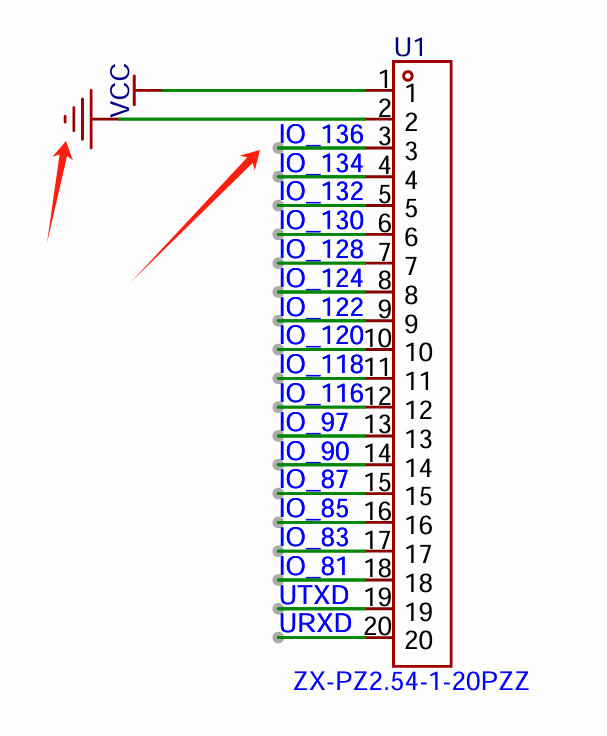 U1
VCC
1 1
2 2
IO_136 3 3
IO_134 4 4
IO_132 5 5
IO_130 6 6
IO_128 7 7
IO_124 8 8
IO_122 9 9
IO_120 10 10
IO_118 11 11
IO_116 12 12
IO_97 13 13
IO_90 14 14
IO_87 15 15
IO_85 16 16
IO_83 17 17
IO_81 18 18
UTXD 19 19
URXD 20 20
ZX-PZ2.54-1-20PZZ